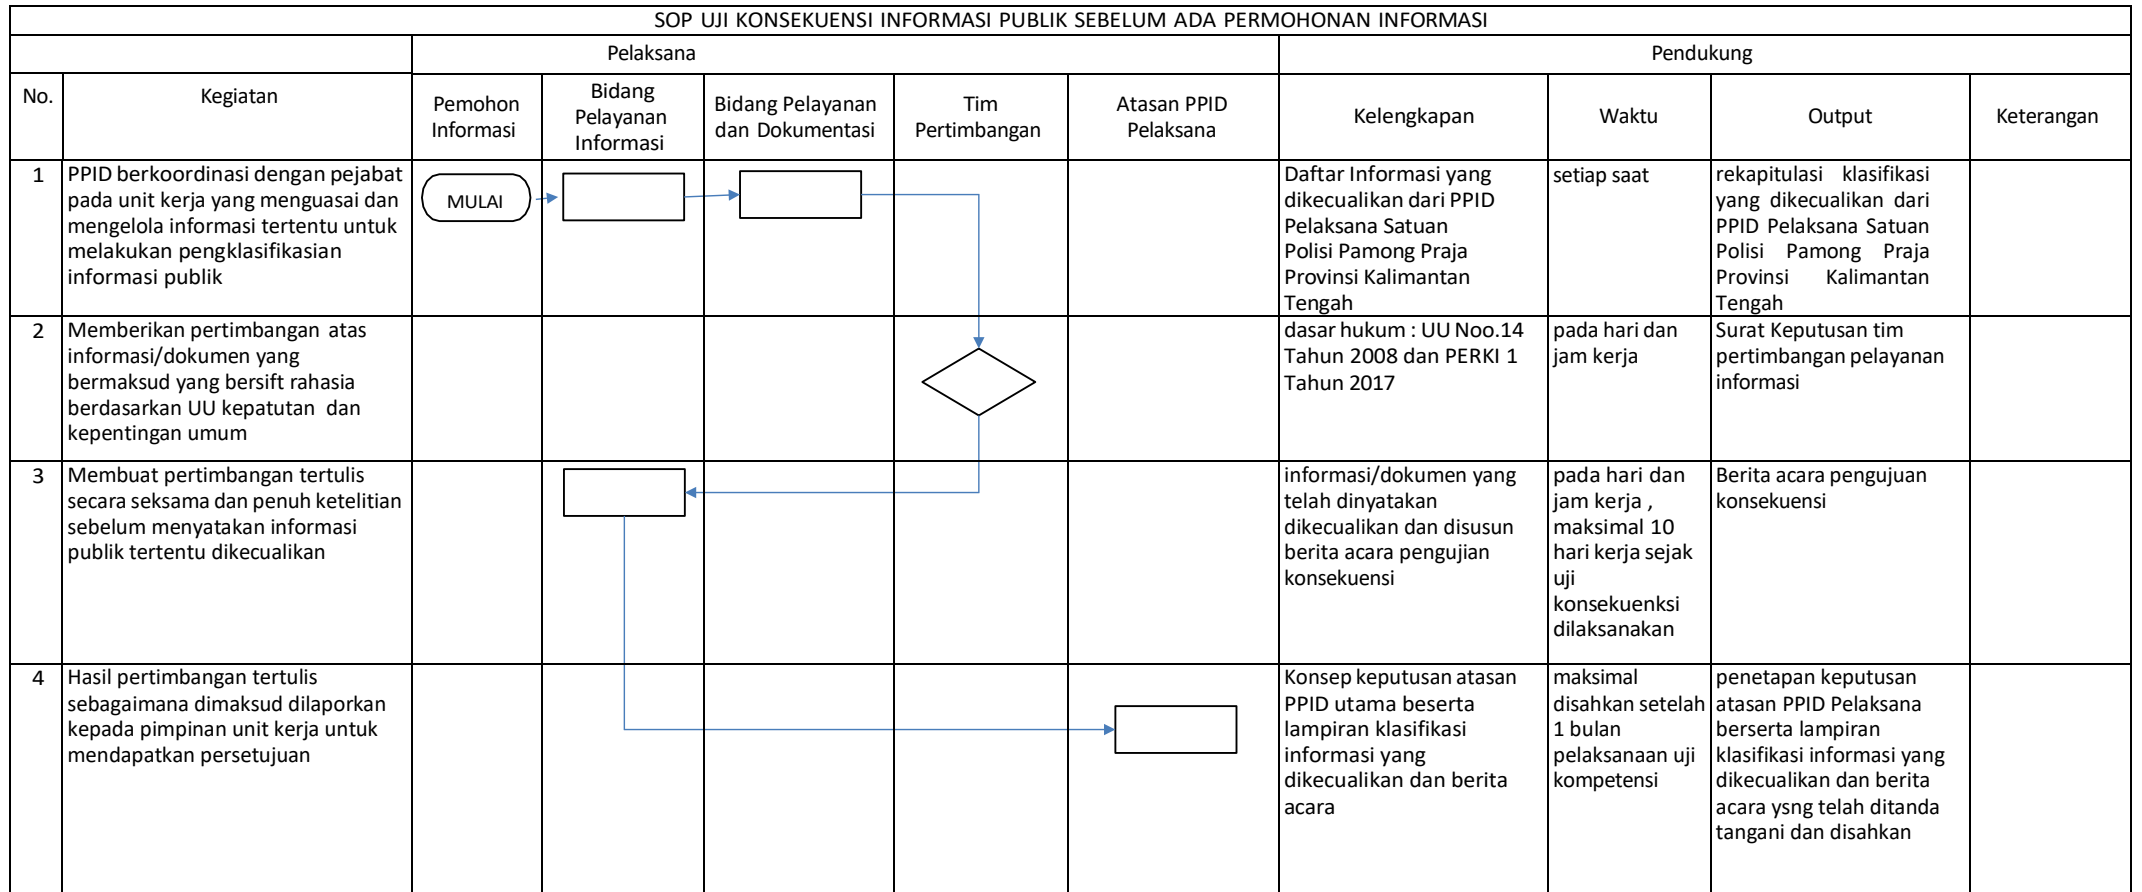 SOP UJI KONSEKUENSI INFORMASI PUBLIK SEBELUM ADA PERMOHONAN INFORMASI
Pelaksana
Pendukung
No.
Kegiatan
Pemohon
Informasi
Bidang
Pelayanan
Informasi
Bidang Pelayanan
dan Dokumentasi
Tim
Pertimbangan
Atasan PPID
Pelaksana
Kelengkapan
Waktu
Output
Keterangan
1
PPID berkoordinasi dengan pejabat
pada unit kerja yang menguasai dan
mengelola informasi tertentu untuk
melakukan pengklasifikasian
informasi publik
MULAI
Daftar Informasi yang
dikecualikan dari PPID
Pelaksana Satuan
Polisi Pamong Praja
Provinsi Kalimantan
Tengah
setiap saat
rekapitulasi klasifikasi
yang dikecualikan dari
PPID Pelaksana Satuan
Polisi Pamong Praja
Provinsi Kalimantan
Tengah
2
Memberikan pertimbangan atas
informasi/dokumen yang
bermaksud yang bersift rahasia
berdasarkan UU kepatutan dan
kepentingan umum
dasar hukum : UU Noo.14
Tahun 2008 dan PERKI 1
Tahun 2017
pada hari dan
jam kerja
Surat Keputusan tim
pertimbangan pelayanan
informasi
3
Membuat pertimbangan tertulis
secara seksama dan penuh ketelitian
sebelum menyatakan informasi
publik tertentu dikecualikan
informasi/dokumen yang
telah dinyatakan
dikecualikan dan disusun
berita acara pengujian
konsekuensi
pada hari dan
jam kerja ,
maksimal 10
hari kerja sejak
uji
konsekuenksi
dilaksanakan
Berita acara pengujuan
konsekuensi
4
Hasil pertimbangan tertulis
sebagaimana dimaksud dilaporkan
kepada pimpinan unit kerja untuk
mendapatkan persetujuan
Konsep keputusan atasan
PPID utama beserta
lampiran klasifikasi
informasi yang
dikecualikan dan berita
acara
maksimal
disahkan setelah
1 bulan
pelaksanaan uji
kompetensi
penetapan keputusan
atasan PPID Pelaksana
berserta lampiran
klasifikasi informasi yang
dikecualikan dan berita
acara ysng telah ditanda
tangani dan disahkan